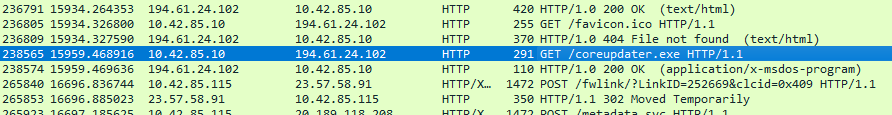 236791 15934.264353 194.61.24.102 10.42.85.10 HTTP 420 HTTP/1.0 200 OK (text/html)
236805 15934.326800 10.42.85.10 194.61.24.102 HTTP 255 GET /favicon.ico HTTP/1.1
236809 15934.327590 194.61.24.102 10.42.85.10 HTTP 370 HTTP/1.0 404 File not found (text/html)
238565 15959.468916 10.42.85.10 194.61.24.102 HTTP 291 GET /coreupdater.exe HTTP/1.1
238574 15959.469636 194.61.24.102 10.42.85.10 HTTP 110 HTTP/1.0 200 OK (application/x-msdos-program)
265840 16696.836744 10.42.85.115 23.57.58.91 HTTP/X… 1472 POST /fwlink/?LinkID=252669&clcid=0x409 HTTP/1.1
265853 16696.885023 23.57.58.91 10.42.85.115 HTTP 350 HTTP/1.1 302 Moved Temporarily
265923 16697.185625 10.42.85.115 20.189.118.208 HTTP/X 1472 POST /metadata.svc HTTP/1.1